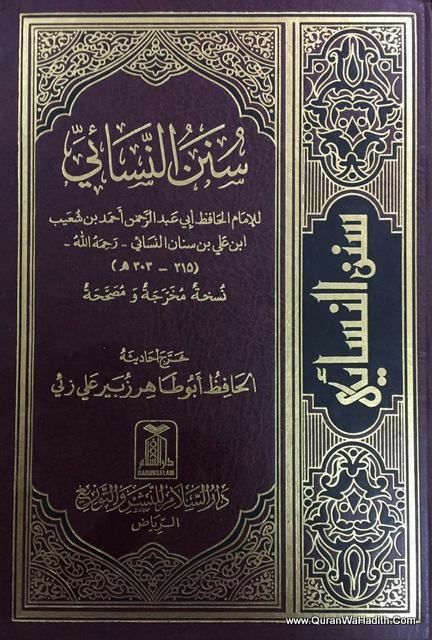 سُنَنُ النَّسَائِيِّ
للإمام الحافظ أبي عبد الرحمن أحمد بن شعيب
ابن علي بن سنان النسائي - رحمه الله -
(٢١٥ – ٣٠٣ هـ)
نسخة مخرجة و مصححة
خرج أحاديثه
الحافظ أبو طاهر زبير علي زئي
دار السلام
DARUSSALAM
دار السلام للنشر والتوزيع
الرياض
سنن النسائي
www.QuranWaHadith.Com